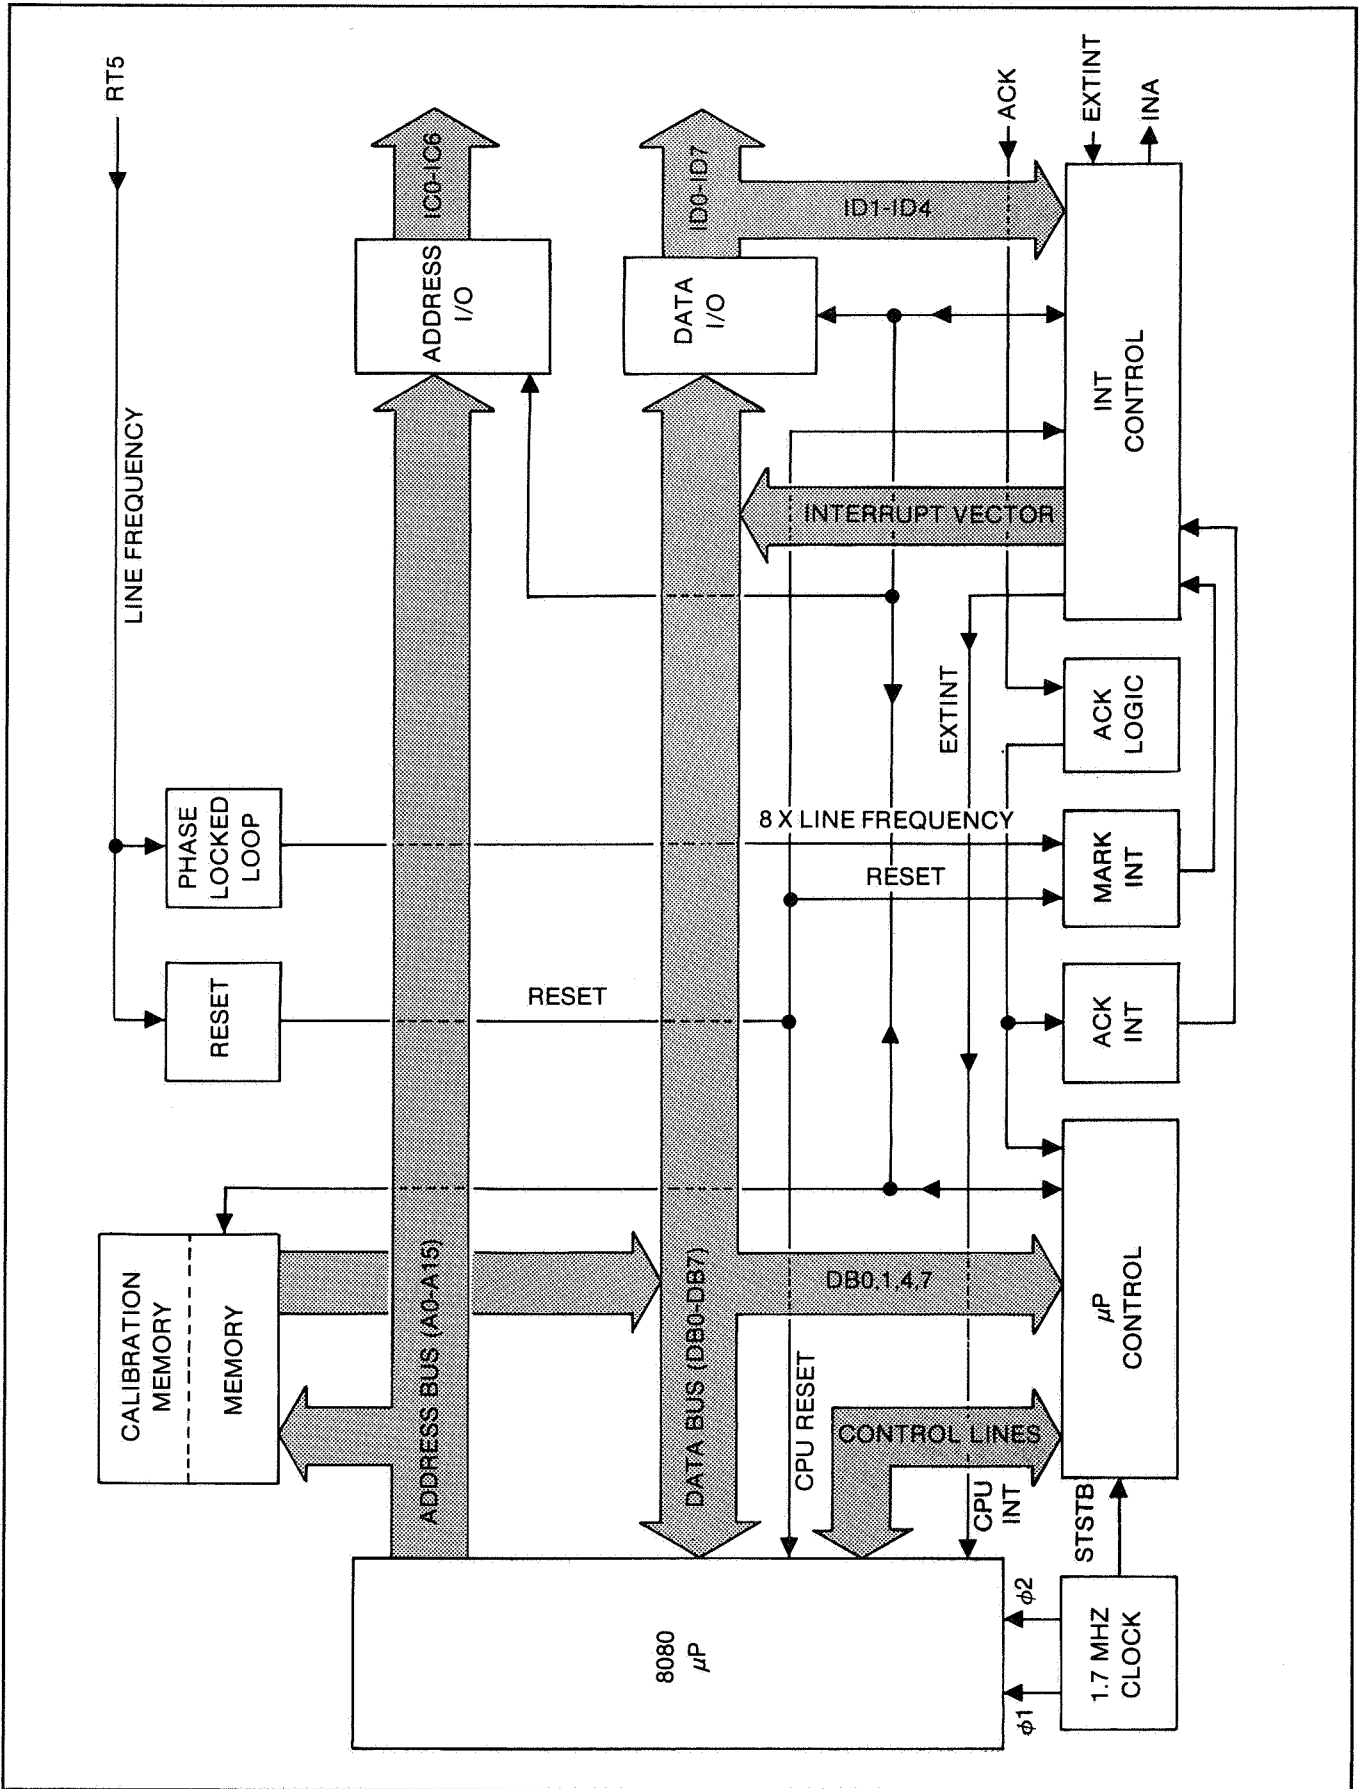 RT5
LINE FREQUENCY
PHASE
LOCKED
LOOP
RESET
CALIBRATION
MEMORY
MEMORY
IC0-IC6
ADDRESS
I/O
ADDRESS BUS (A0-A15)
ID0-ID7
ID1-ID4
DATA
I/O
DATA BUS (DB0-DB7)
RESET
INTERRUPT VECTOR
8 X LINE FREQUENCY
RESET
DB0,1,4,7
CPU RESET
CONTROL LINES
EXTINT
CPU
INT
ACK
EXTINT
INA
INT
CONTROL
ACK
LOGIC
MARK
INT
ACK
INT
µP
CONTROL
STSTB
8080
µP
ϕ1
ϕ2
1.7 MHZ
CLOCK